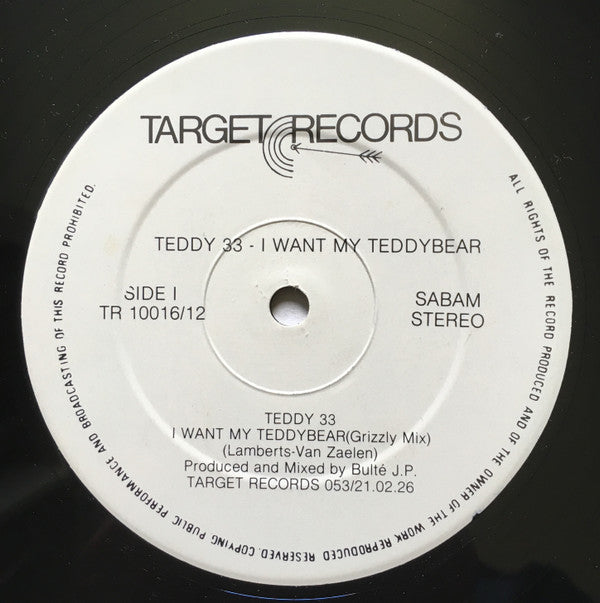 TARGET RECORDS
TEDDY 33 - I WANT MY TEDDYBEAR
SIDE I
TR 10016/12
SABAM
STEREO
TEDDY 33
I WANT MY TEDDYBEAR(Grizzly Mix)
(Lamberts-Van Zaelen)
Produced and Mixed by Bulté J.P.
TARGET RECORDS 053/21.02.26
ALL RIGHTS OF THE RECORD PRODUCED AND OF THE OWNER OF THE WORK REPRODUCED RESERVED. COPYING PUBLIC PERFORMANCE AND BROADCASTING OF THIS RECORD PROHIBITED.